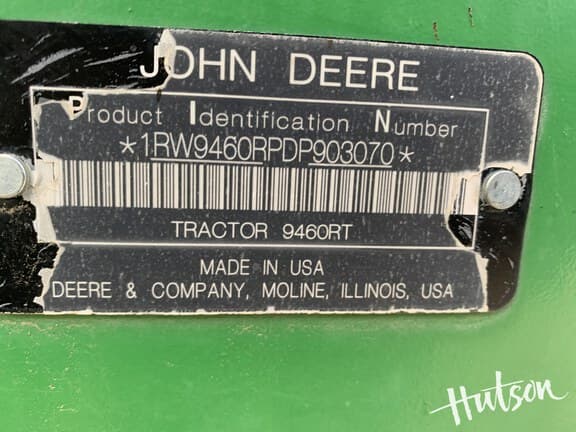 JOHN DEERE
Product Identification Number
*1RW9460RPDP903070*
TRACTOR 9460RT
MADE IN USA
DEERE & COMPANY, MOLINE, ILLINOIS, USA
Hutson